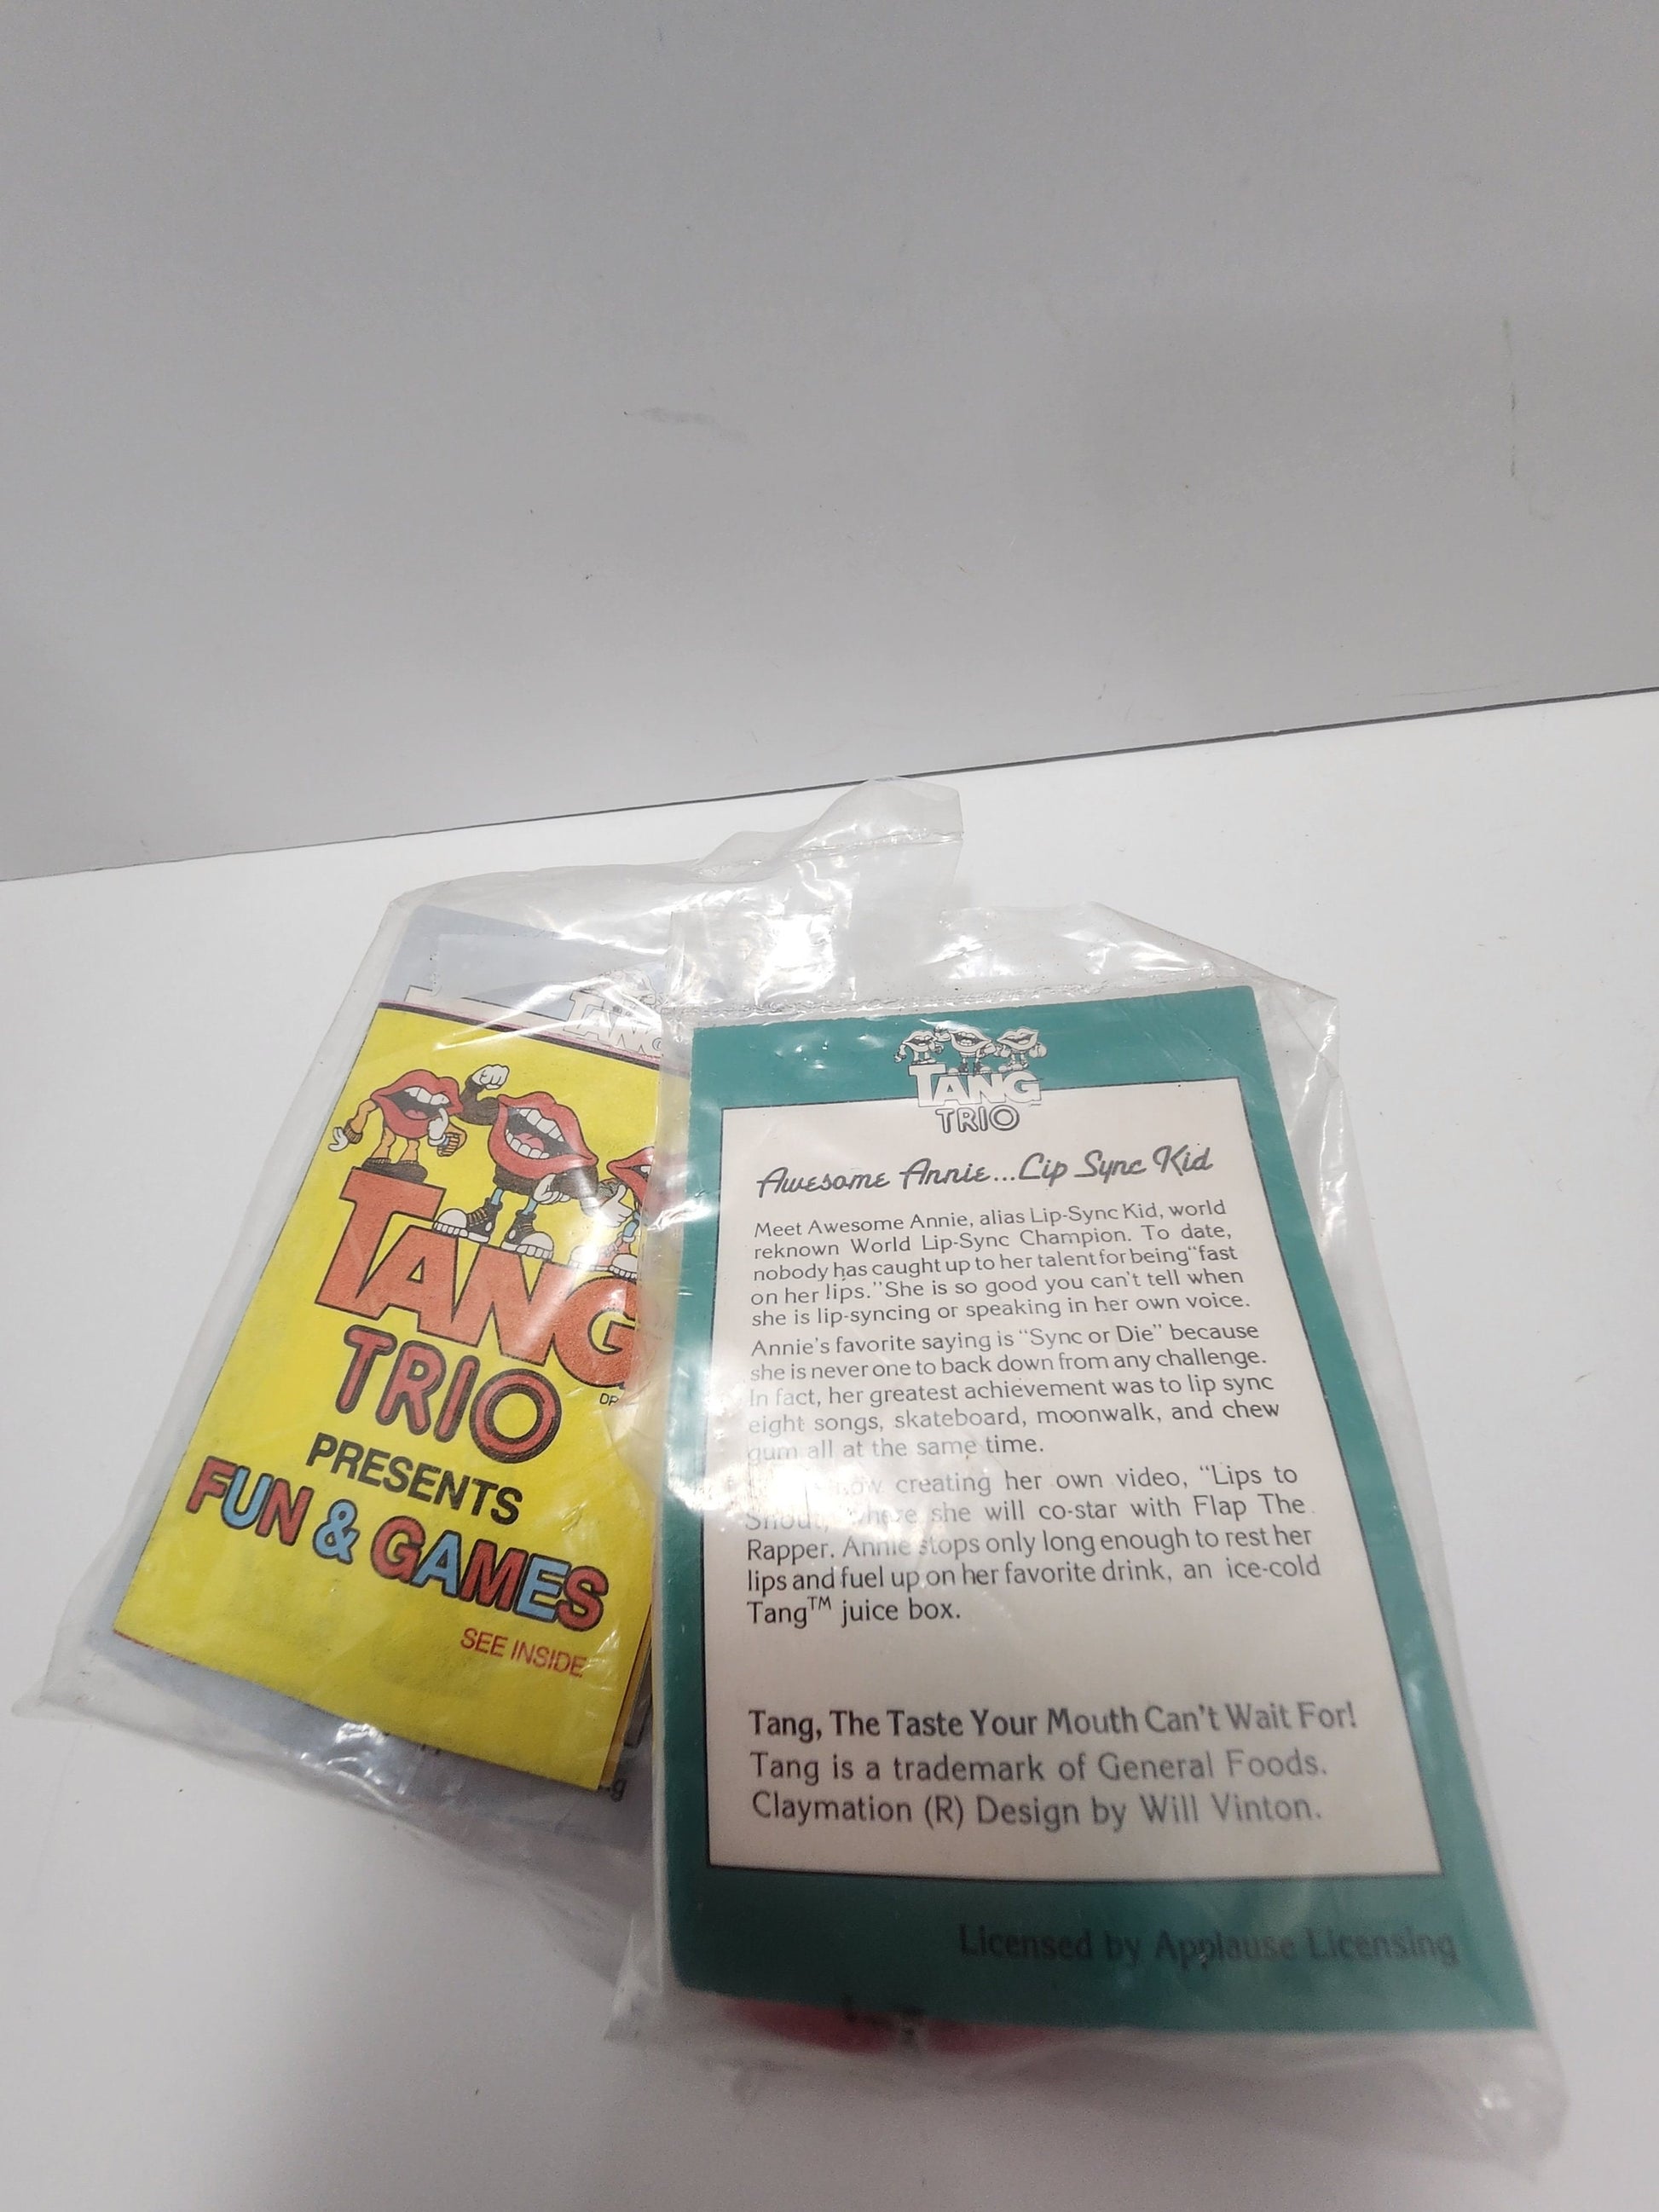 TANG
TANG
TRIO
PRESENTS
FUN & GAMES
SEE INSIDE
TANG
TRIO
Awesome Annie...Lip Sync Kid
Meet Awesome Annie, alias Lip-Sync Kid, world
reknown World Lip-Sync Champion. To date,
nobody has caught up to her talent for being "fast
on her lips." She is so good you can't tell when
she is lip-syncing or speaking in her own voice.
Annie's favorite saying is "Sync or Die" because
she is never one to back down from any challenge.
In fact, her greatest achievement was to lip sync
eight songs, skateboard, moonwalk, and chew
gum all at the same time.
now creating her own video, "Lips to
Shout," where she will co-star with Flap The
Rapper. Annie stops only long enough to rest her
lips and fuel up on her favorite drink, an ice-cold
Tang™ juice box.
Tang, The Taste Your Mouth Can't Wait For!
Tang is a trademark of General Foods.
Claymation (R) Design by Will Vinton.
Licensed by Applause Licensing